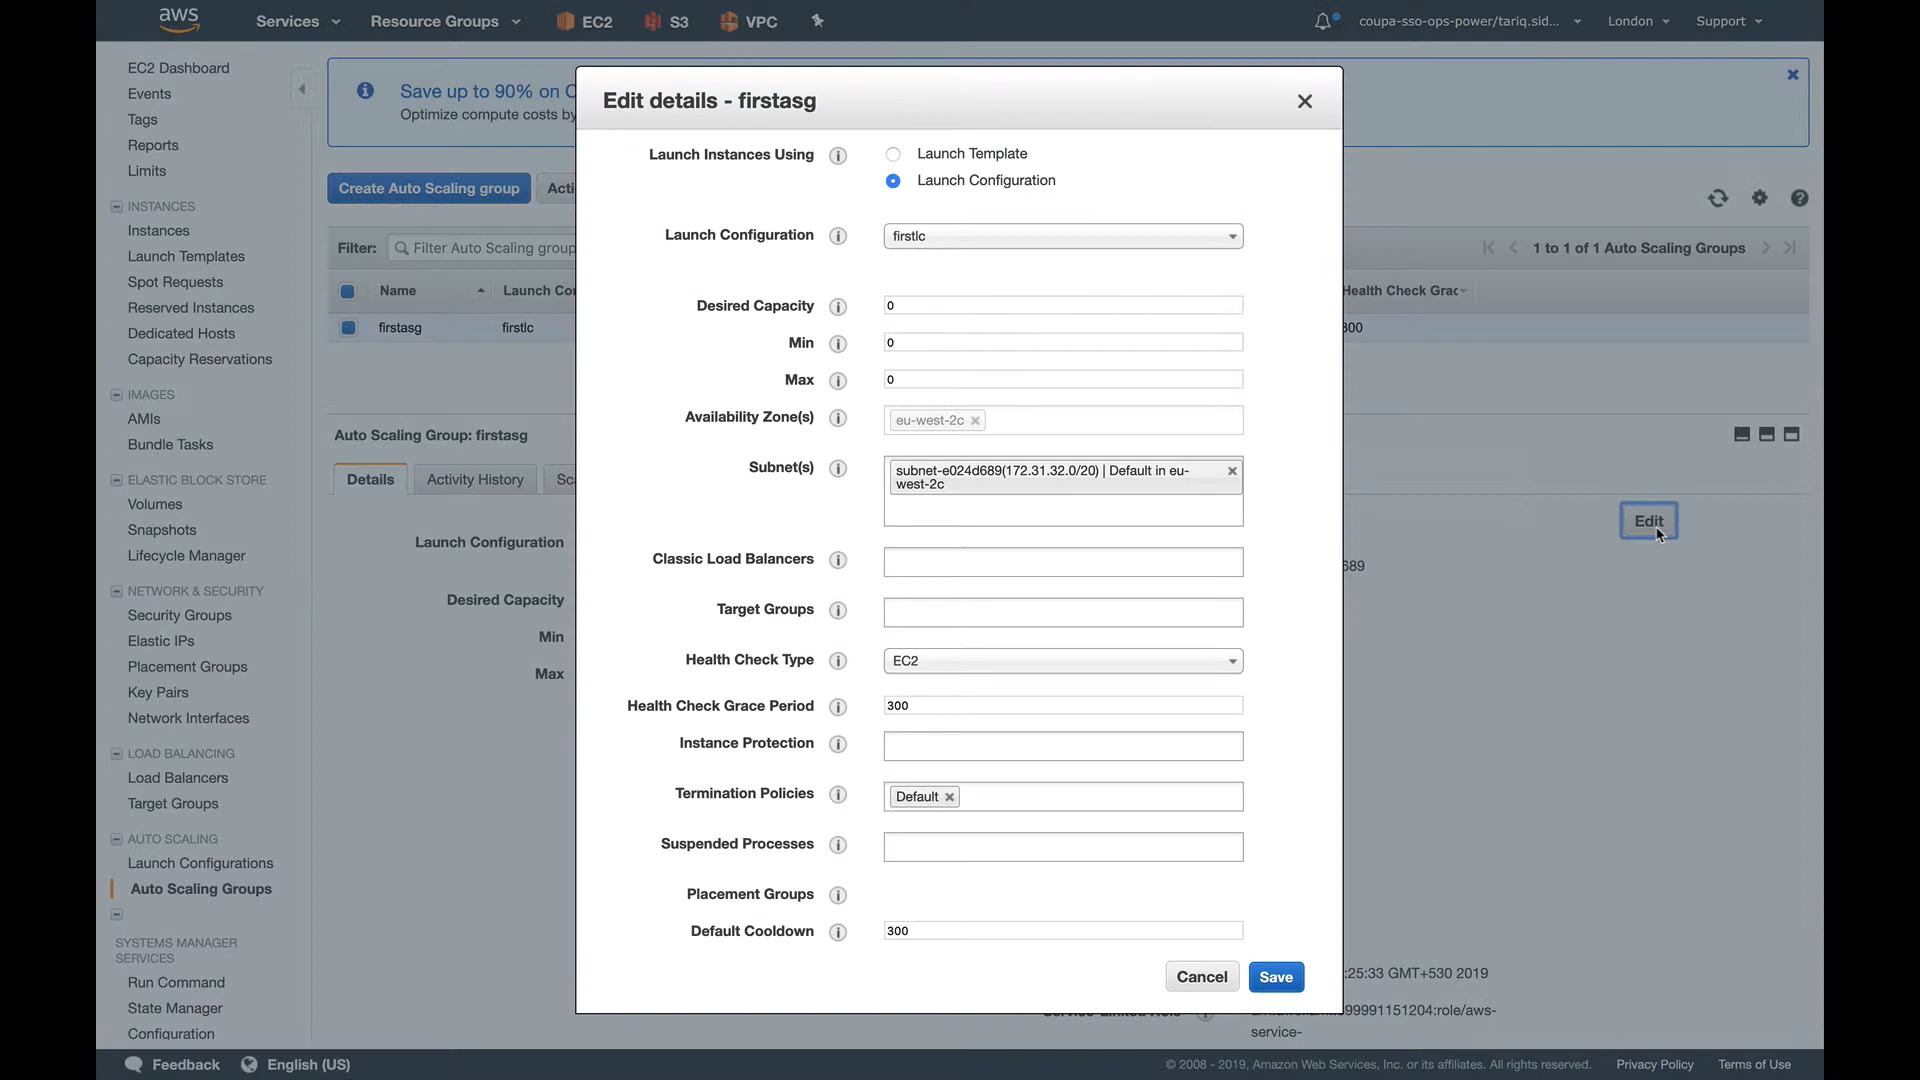 aws
Services
Resource Groups
EC2
S3
VPC
coupa-sso-ops-power/tariq.sid...
London
Support
EC2 Dashboard
Events
Tags
Reports
Limits
INSTANCES
Instances
Launch Templates
Spot Requests
Reserved Instances
Dedicated Hosts
Capacity Reservations
IMAGES
AMIs
Bundle Tasks
ELASTIC BLOCK STORE
Volumes
Snapshots
Lifecycle Manager
NETWORK & SECURITY
Security Groups
Elastic IPs
Placement Groups
Key Pairs
Network Interfaces
LOAD BALANCING
Load Balancers
Target Groups
AUTO SCALING
Launch Configurations
Auto Scaling Groups
SYSTEMS MANAGER
SERVICES
Run Command
State Manager
Configuration
Save up to 90% on C
Optimize compute costs by
Create Auto Scaling group
Acti
Filter:
Filter Auto Scaling group
1 to 1 of 1 Auto Scaling Groups
Name
Launch Co
Health Check Grac
firstasg
firstlc
300
Auto Scaling Group: firstasg
Details
Activity History
Sc
Edit
Launch Configuration
689
Desired Capacity
Min
Max
:25:33 GMT+530 2019
99991151204:role/aws-
service-
Edit details - firstasg
Launch Instances Using
Launch Template
Launch Configuration
Launch Configuration
firstlc
Desired Capacity
0
Min
0
Max
0
Availability Zone(s)
eu-west-2c
Subnet(s)
subnet-e024d689(172.31.32.0/20) | Default in eu-
west-2c
Classic Load Balancers
Target Groups
Health Check Type
EC2
Health Check Grace Period
300
Instance Protection
Termination Policies
Default
Suspended Processes
Placement Groups
Default Cooldown
300
Cancel
Save
Feedback
English (US)
© 2008 - 2019, Amazon Web Services, Inc. or its affiliates. All rights reserved.
Privacy Policy
Terms of Use